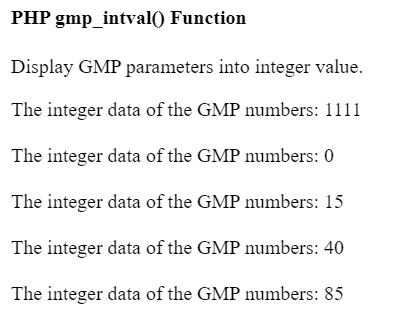 PHP gmp_intval() Function
Display GMP parameters into integer value.
The integer data of the GMP numbers: 1111
The integer data of the GMP numbers: 0
The integer data of the GMP numbers: 15
The integer data of the GMP numbers: 40
The integer data of the GMP numbers: 85